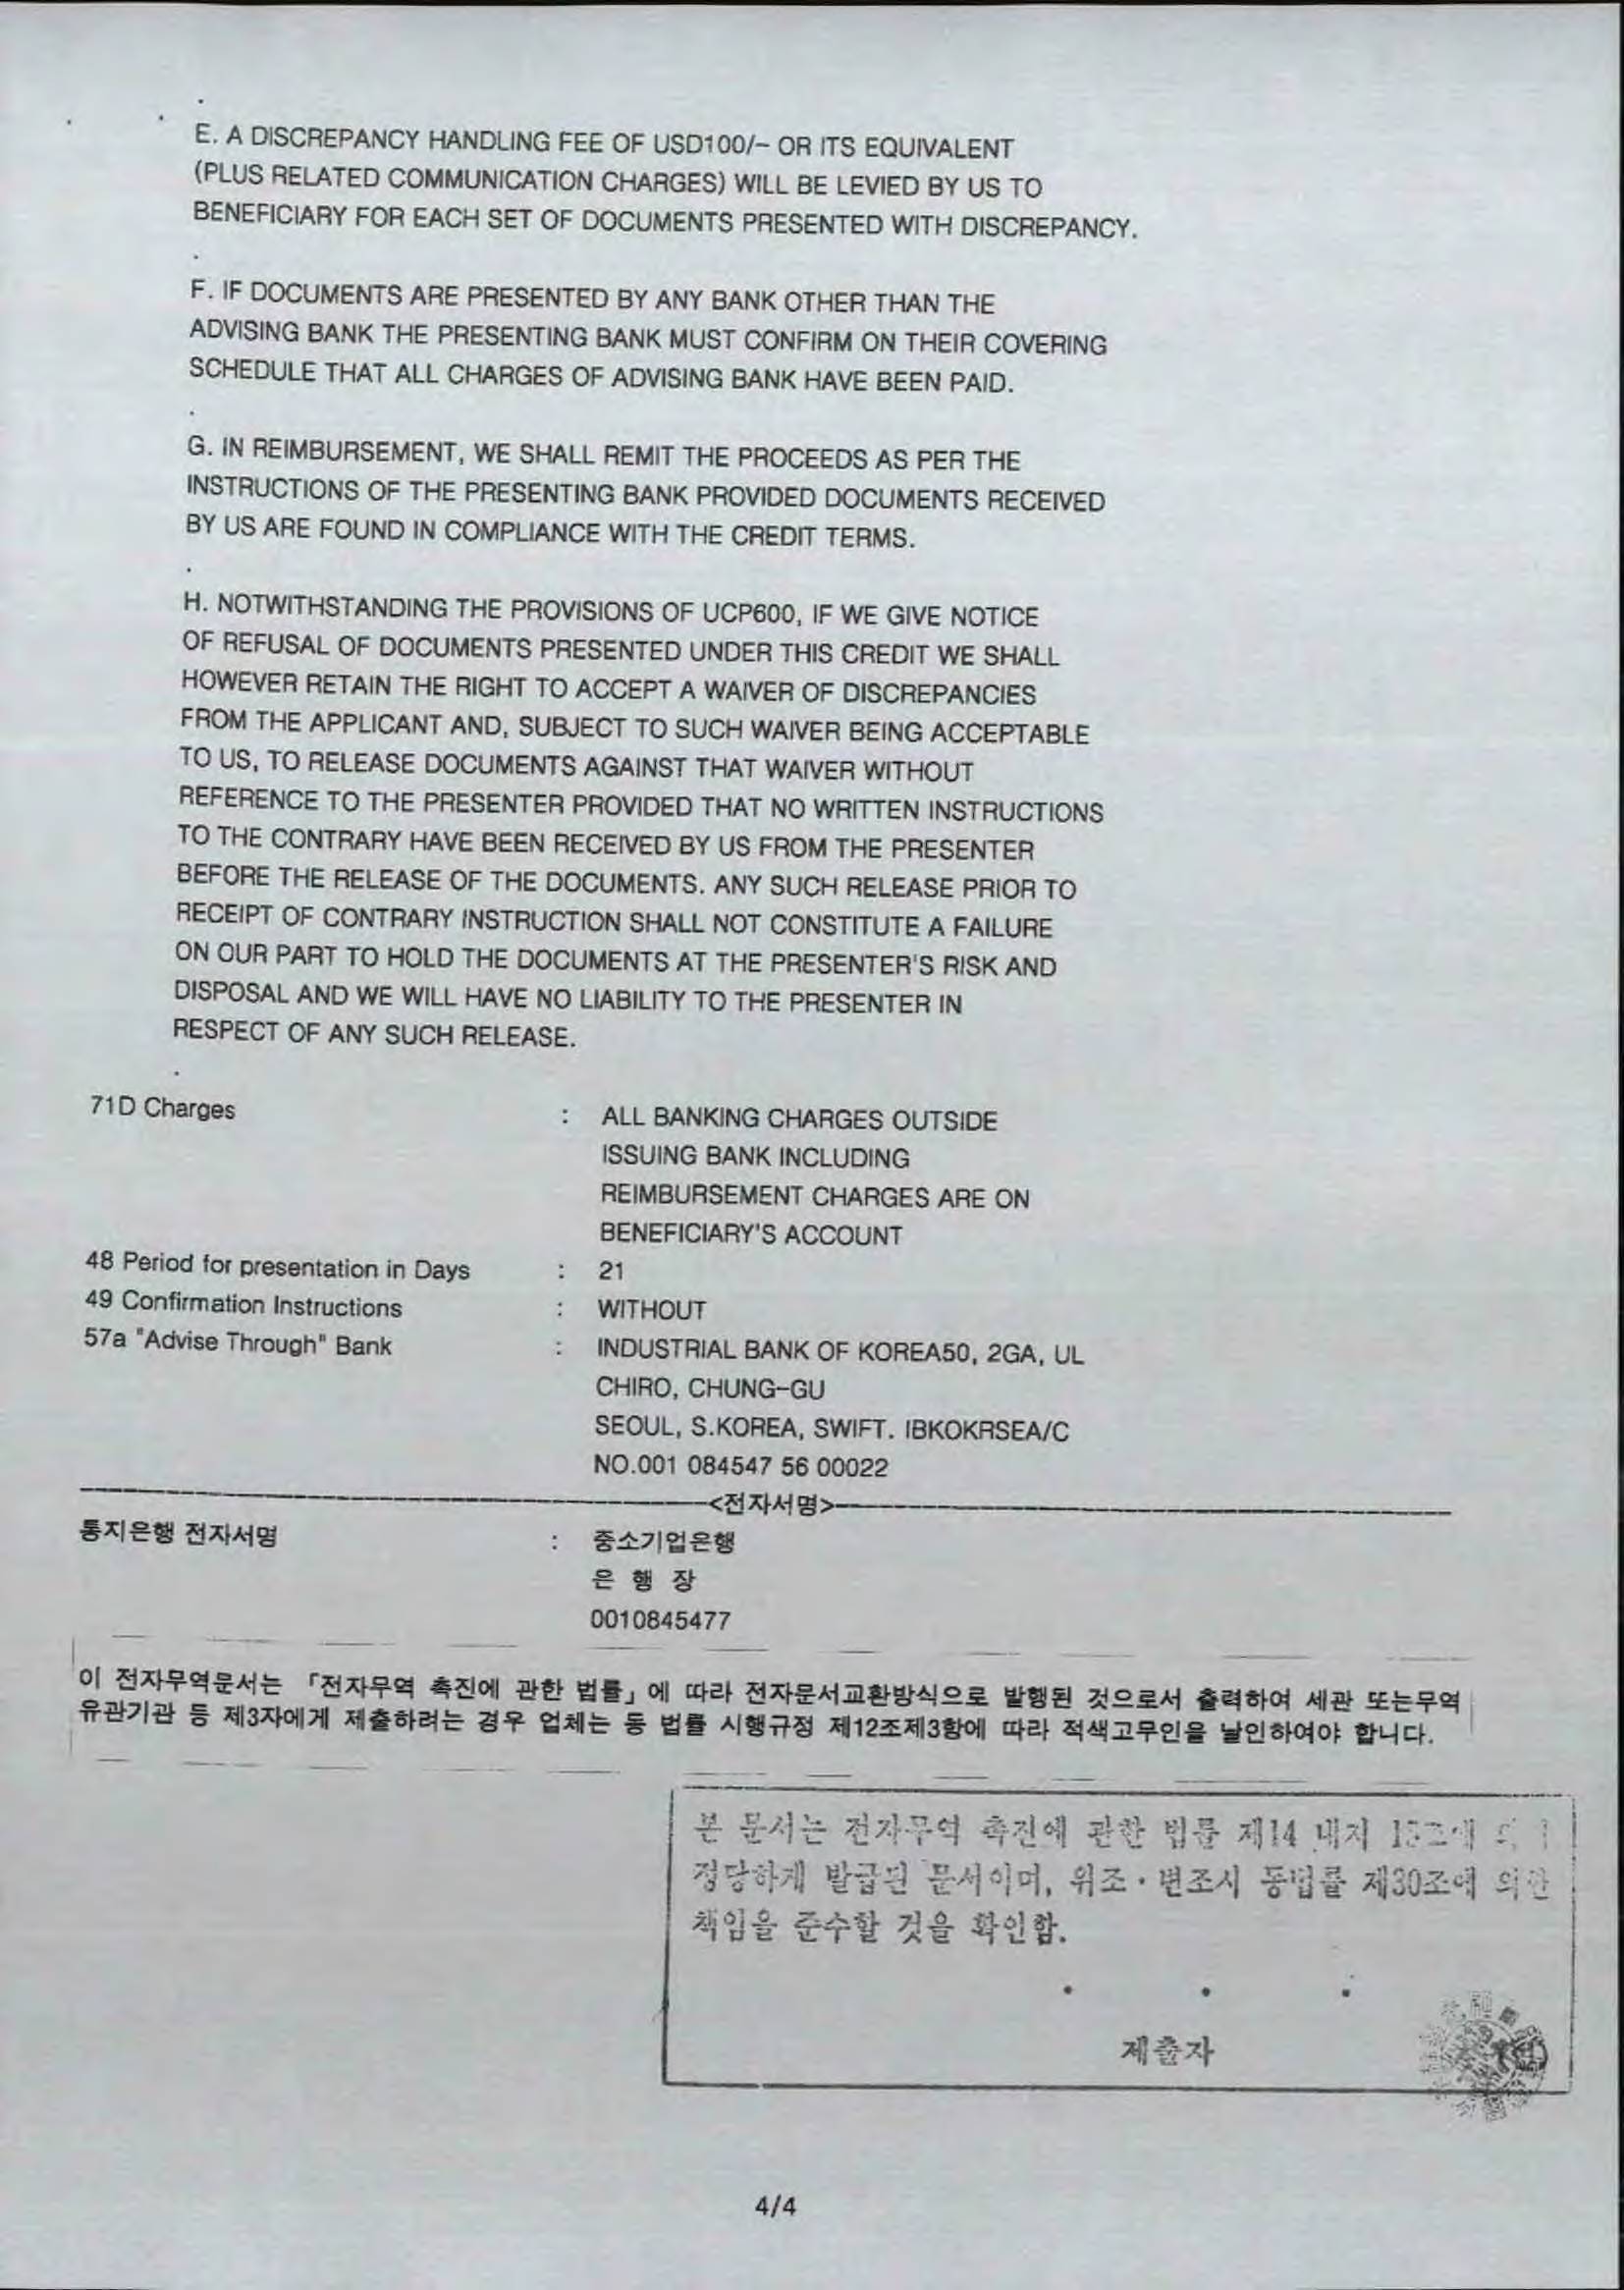 E. A DISCREPANCY HANDLING FEE OF USD100/- OR ITS EQUIVALENT
(PLUS RELATED COMMUNICATION CHARGES) WILL BE LEVIED BY US TO
BENEFICIARY FOR EACH SET OF DOCUMENTS PRESENTED WITH DISCREPANCY.
.
F. IF DOCUMENTS ARE PRESENTED BY ANY BANK OTHER THAN THE
ADVISING BANK THE PRESENTING BANK MUST CONFIRM ON THEIR COVERING
SCHEDULE THAT ALL CHARGES OF ADVISING BANK HAVE BEEN PAID.
.
G. IN REIMBURSEMENT, WE SHALL REMIT THE PROCEEDS AS PER THE
INSTRUCTIONS OF THE PRESENTING BANK PROVIDED DOCUMENTS RECEIVED
BY US ARE FOUND IN COMPLIANCE WITH THE CREDIT TERMS.
.
H. NOTWITHSTANDING THE PROVISIONS OF UCP600, IF WE GIVE NOTICE
OF REFUSAL OF DOCUMENTS PRESENTED UNDER THIS CREDIT WE SHALL
HOWEVER RETAIN THE RIGHT TO ACCEPT A WAIVER OF DISCREPANCIES
FROM THE APPLICANT AND, SUBJECT TO SUCH WAIVER BEING ACCEPTABLE
TO US, TO RELEASE DOCUMENTS AGAINST THAT WAIVER WITHOUT
REFERENCE TO THE PRESENTER PROVIDED THAT NO WRITTEN INSTRUCTIONS
TO THE CONTRARY HAVE BEEN RECEIVED BY US FROM THE PRESENTER
BEFORE THE RELEASE OF THE DOCUMENTS. ANY SUCH RELEASE PRIOR TO
RECEIPT OF CONTRARY INSTRUCTION SHALL NOT CONSTITUTE A FAILURE
ON OUR PART TO HOLD THE DOCUMENTS AT THE PRESENTER'S RISK AND
DISPOSAL AND WE WILL HAVE NO LIABILITY TO THE PRESENTER IN
RESPECT OF ANY SUCH RELEASE.
.
71D Charges : ALL BANKING CHARGES OUTSIDE
ISSUING BANK INCLUDING
REIMBURSEMENT CHARGES ARE ON
BENEFICIARY'S ACCOUNT
48 Period for presentation in Days : 21
49 Confirmation Instructions : WITHOUT
57a "Advise Through" Bank : INDUSTRIAL BANK OF KOREA50, 2GA, UL
CHIRO, CHUNG-GU
SEOUL, S.KOREA, SWIFT. IBKOKRSEA/C
NO.001 084547 56 00022
<전자서명>
통지은행 전자서명 : 중소기업은행
은 행 장
0010845477
이 전자무역문서는 「전자무역 촉진에 관한 법률」에 따라 전자문서교환방식으로 발행된 것으로서 출력하여 세관 또는무역
유관기관 등 제3자에게 제출하려는 경우 업체는 동 법률 시행규정 제12조제3항에 따라 적색고무인을 날인하여야 합니다.
본 문서는 전자무역 촉진에 관한 법률 제14 내지
정당하게 발급된 문서이며, 위조·변조시 동법률 제30조에 의한
책임을 준수할 것을 확인함.
. . .
제출자
4/4